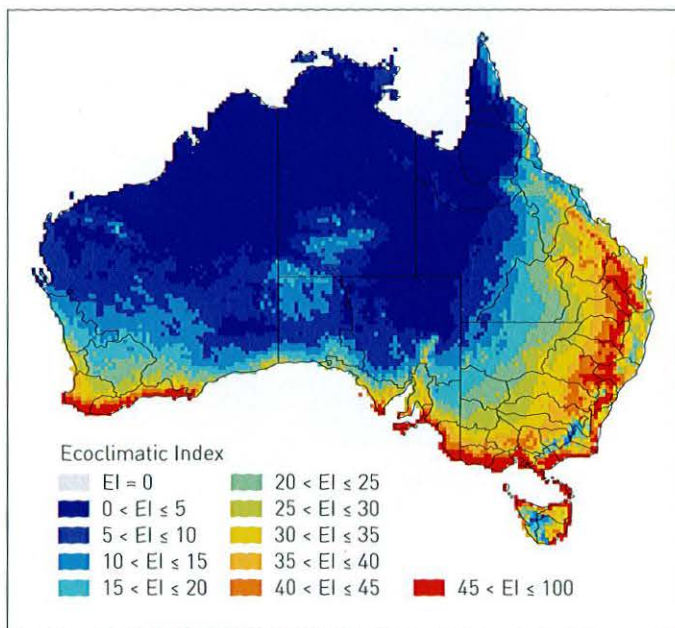 Ecoclimatic Index
EI = 0
0 < EI ≤ 5
5 < EI ≤ 10
10 < EI ≤ 15
15 < EI ≤ 20
20 < EI ≤ 25
25 < EI ≤ 30
30 < EI ≤ 35
35 < EI ≤ 40
40 < EI ≤ 45
45 < EI ≤ 100